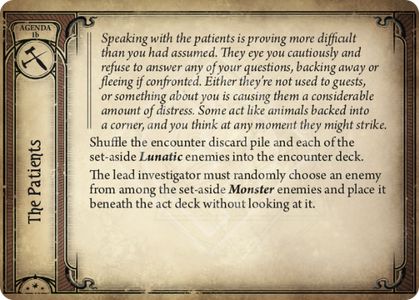 AGENDA
1b
The Patients
Speaking with the patients is proving more difficult
than you had assumed. They eye you cautiously and
refuse to answer any of your questions, backing away or
fleeing if confronted. Either they're not used to guests,
or something about you is causing them a considerable
amount of distress. Some act like animals backed into
a corner, and you think at any moment they might strike.
Shuffle the encounter discard pile and each of the
set-aside Lunatic enemies into the encounter deck.
The lead investigator must randomly choose an enemy
from among the set-aside Monster enemies and place it
beneath the act deck without looking at it.